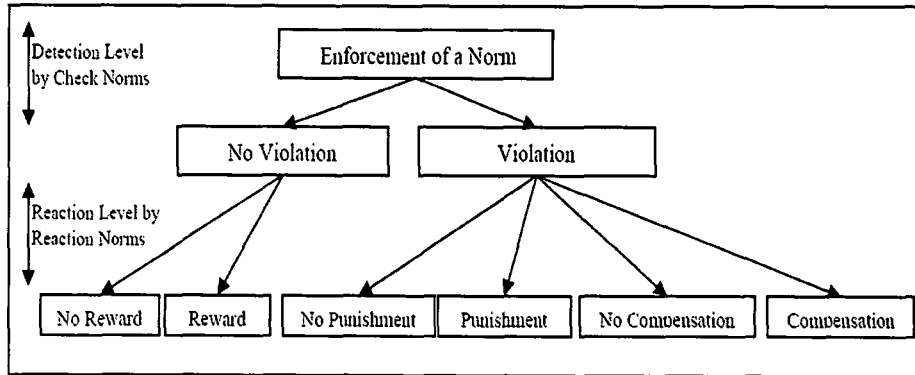 Detection Level
by Check Norms
Enforcement of a Norm
No Violation
Violation
Reaction Level by
Reaction Norms
No Reward
Reward
No Punishment
Punishment
No Compensation
Compensation